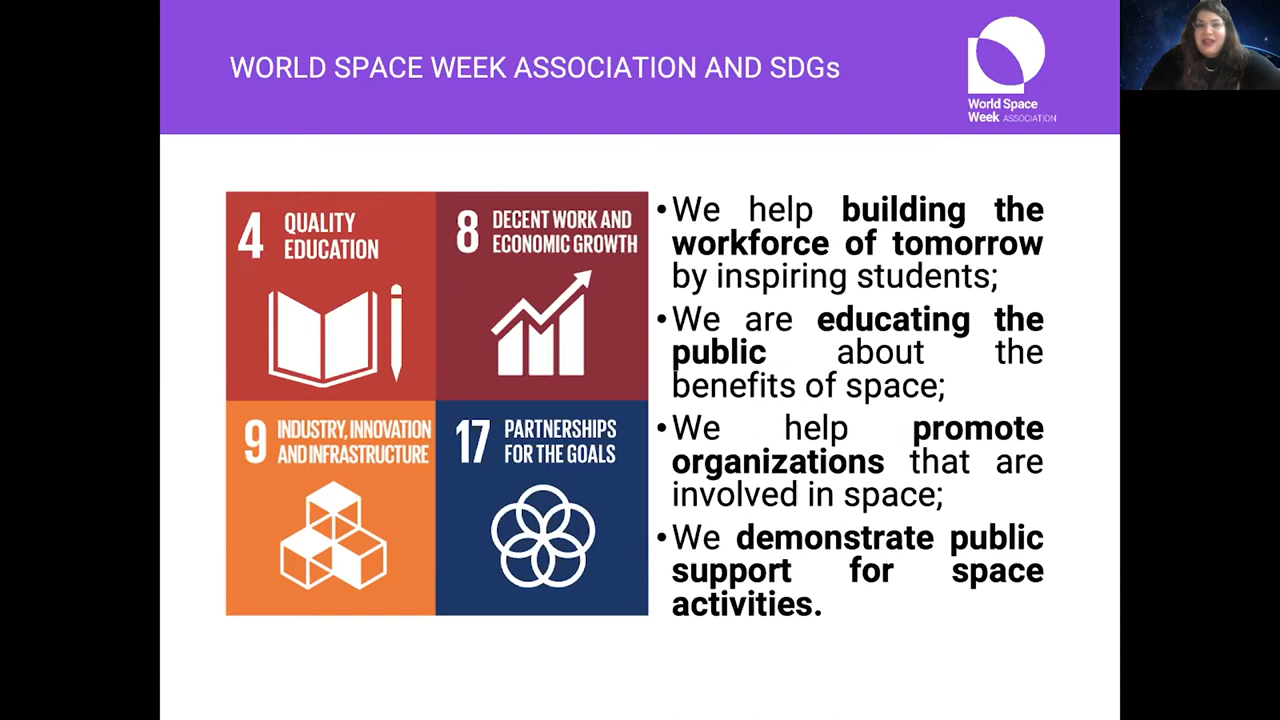 WORLD SPACE WEEK ASSOCIATION AND SDGs
World Space
Week ASSOCIATION
4 QUALITY
EDUCATION
8 DECENT WORK AND
ECONOMIC GROWTH
9 INDUSTRY, INNOVATION
AND INFRASTRUCTURE
17 PARTNERSHIPS
FOR THE GOALS
•We help building the
workforce of tomorrow
by inspiring students;
•We are educating the
public about the
benefits of space;
•We help promote
organizations that are
involved in space;
•We demonstrate public
support for space
activities.